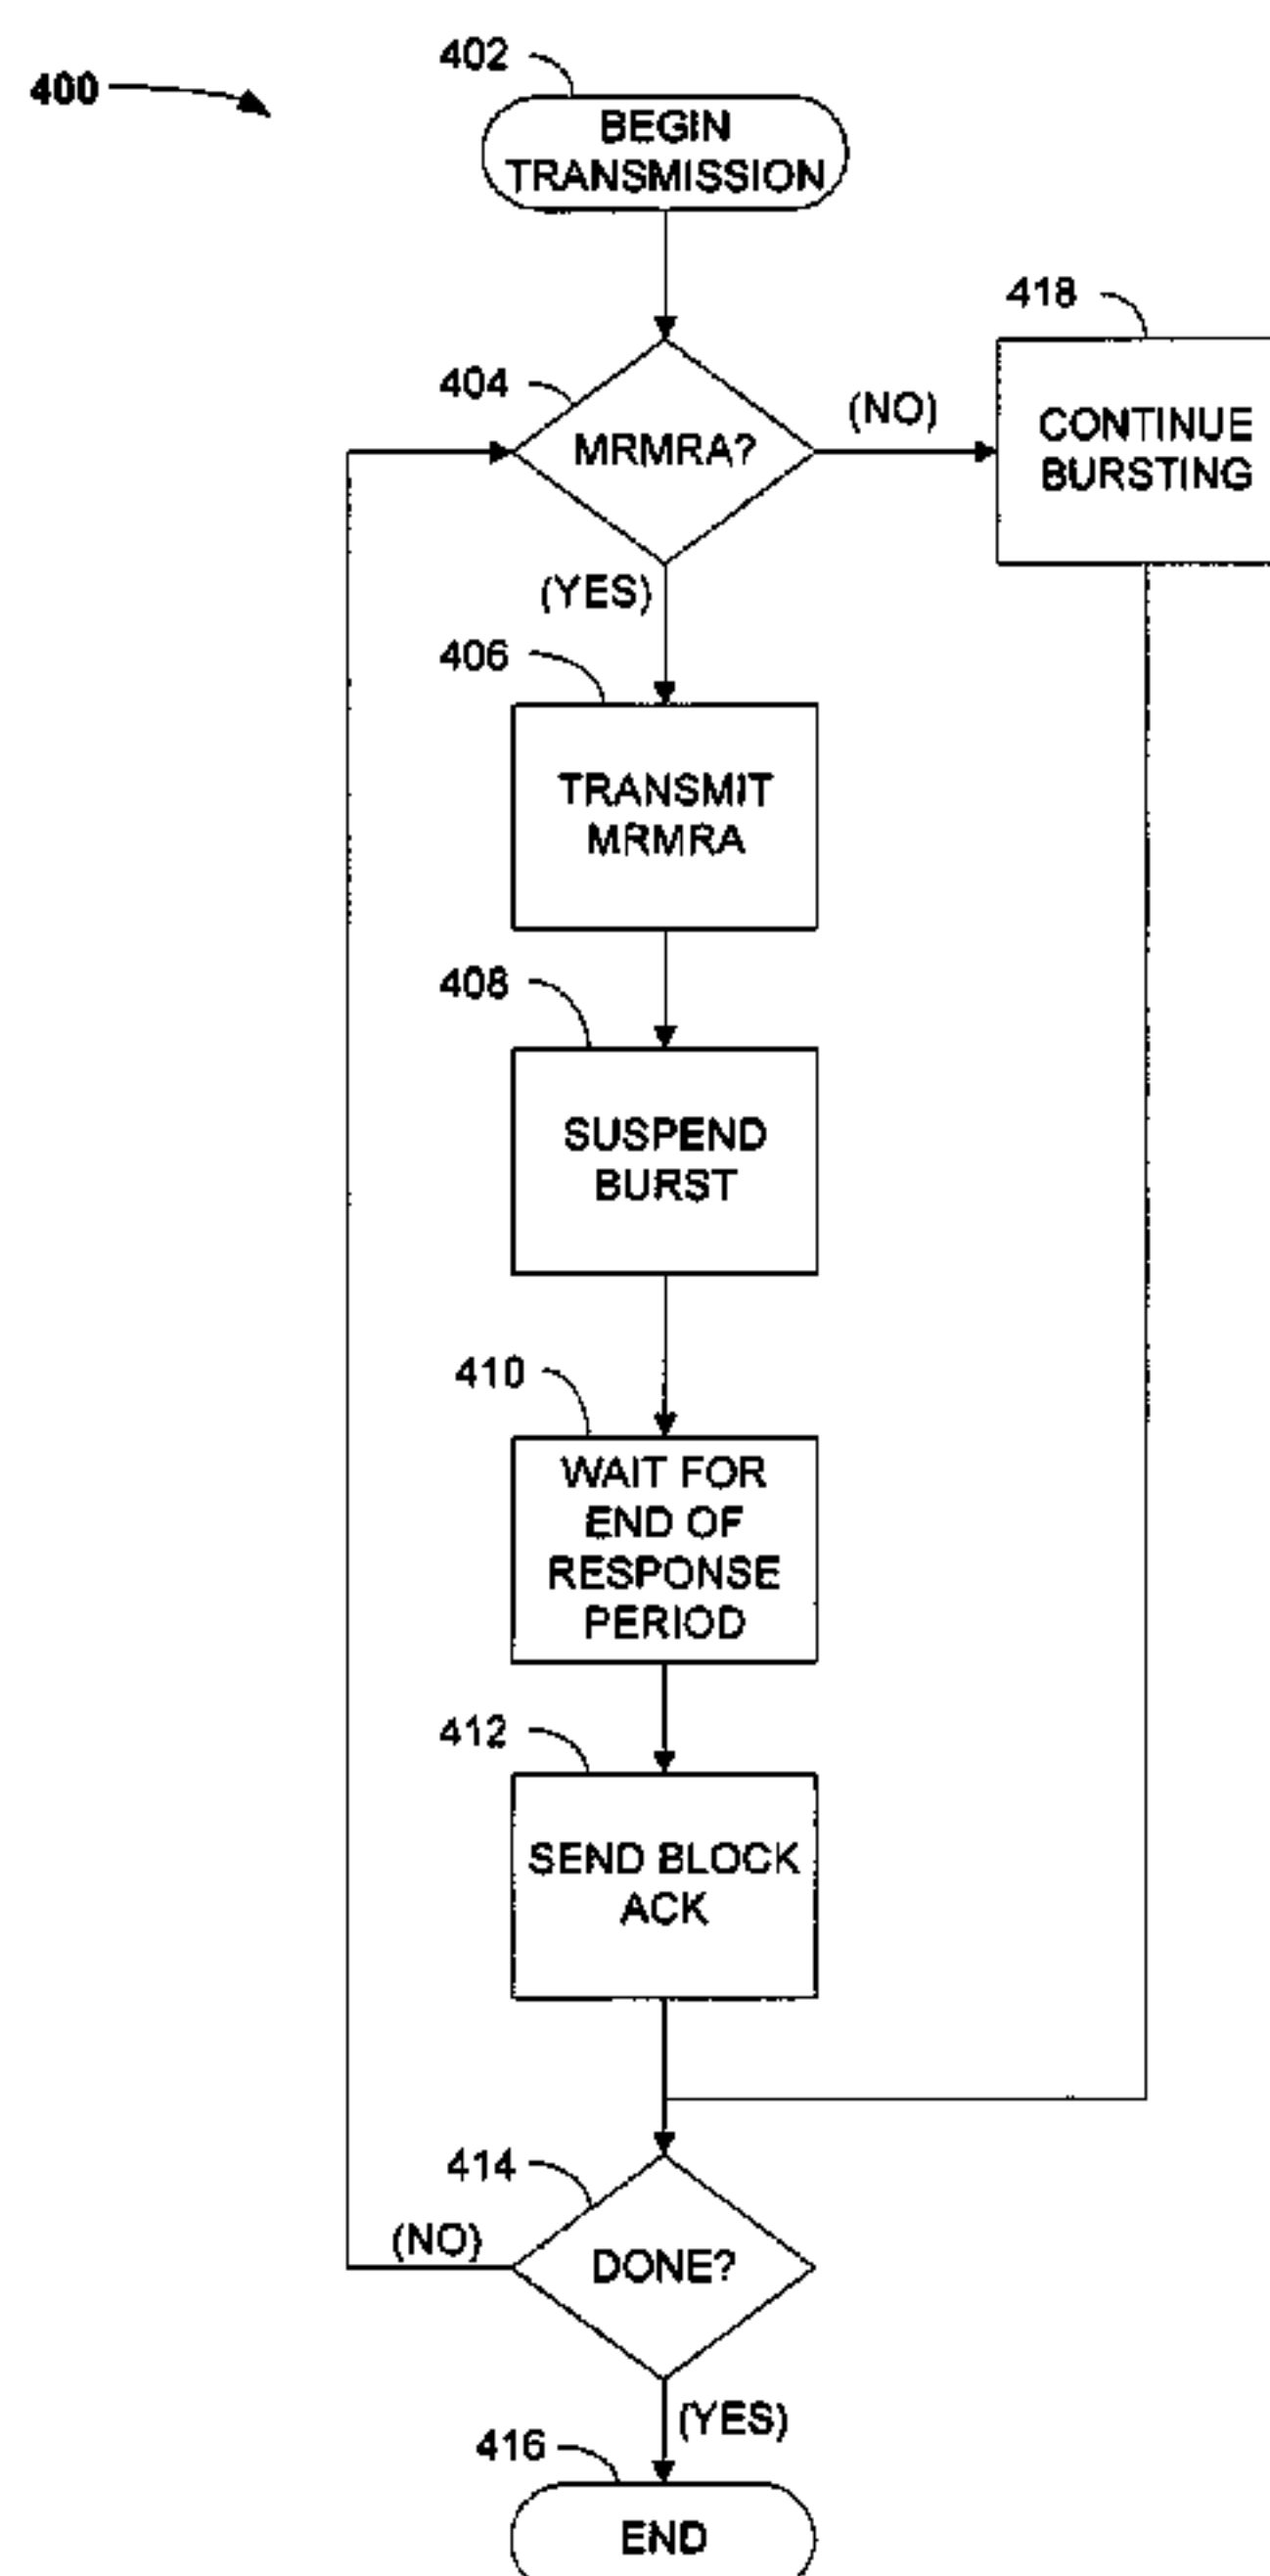 400
402
BEGIN
TRANSMISSION
418
404
MRMRA?
(NO)
CONTINUE
BURSTING
(YES)
406
TRANSMIT
MRMRA
408
SUSPEND
BURST
410
WAIT FOR
END OF
RESPONSE
PERIOD
412
SEND BLOCK
ACK
414
(NO)
DONE?
(YES)
416
END